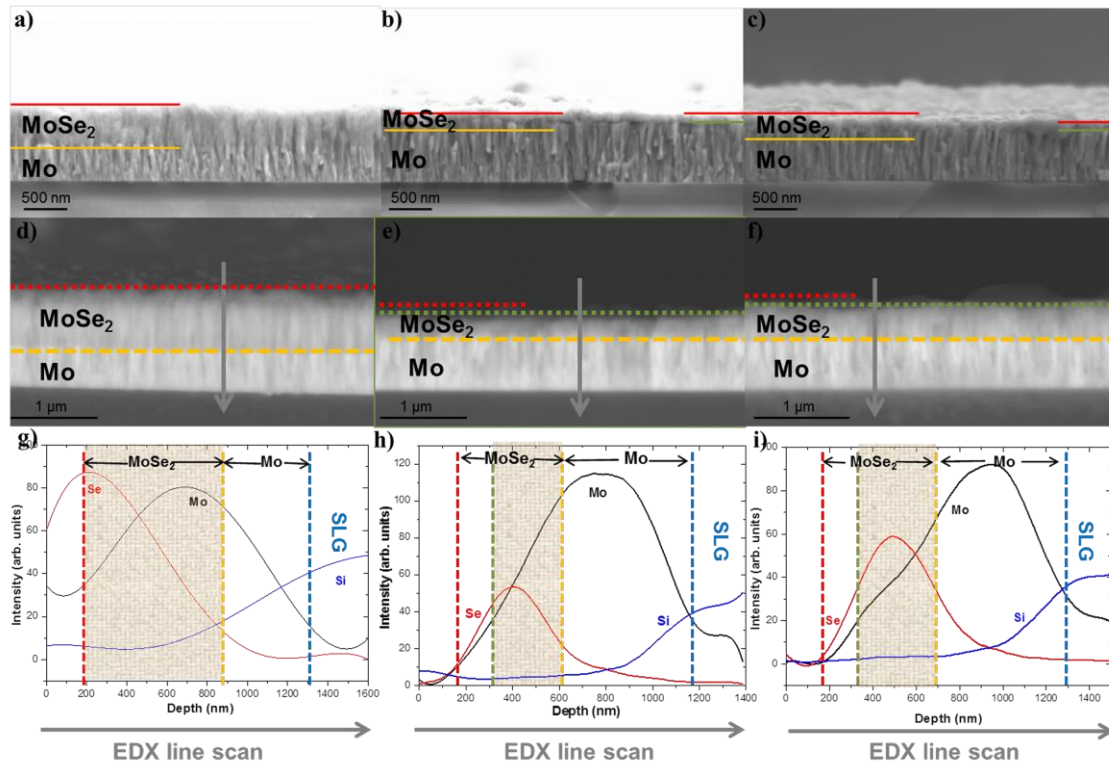 a)
MoSe2
Mo
500 nm
b)
MoSe2
Mo
500 nm
c)
MoSe2
Mo
500 nm
d)
MoSe2
Mo
1 µm
e)
MoSe2
Mo
1 µm
f)
MoSe2
Mo
1 µm
g)
100
80
60
40
20
0
Intensity (arb. units)
MoSe2
Mo
Se
Mo
Si
SLG
0 200 400 600 800 1000 1200 1400 1600
Depth (nm)
EDX line scan
h)
120
100
80
60
40
20
0
Intensity (arb. units)
MoSe2
Mo
Mo
Se
Si
SLG
0 200 400 600 800 1000 1200 1400
Depth (nm)
EDX line scan
i)
100
80
60
40
20
0
Intensity (arb. units)
MoSe2
Mo
Mo
Se
Si
SLG
0 200 400 600 800 1000 1200 1400
Depth (nm)
EDX line scan